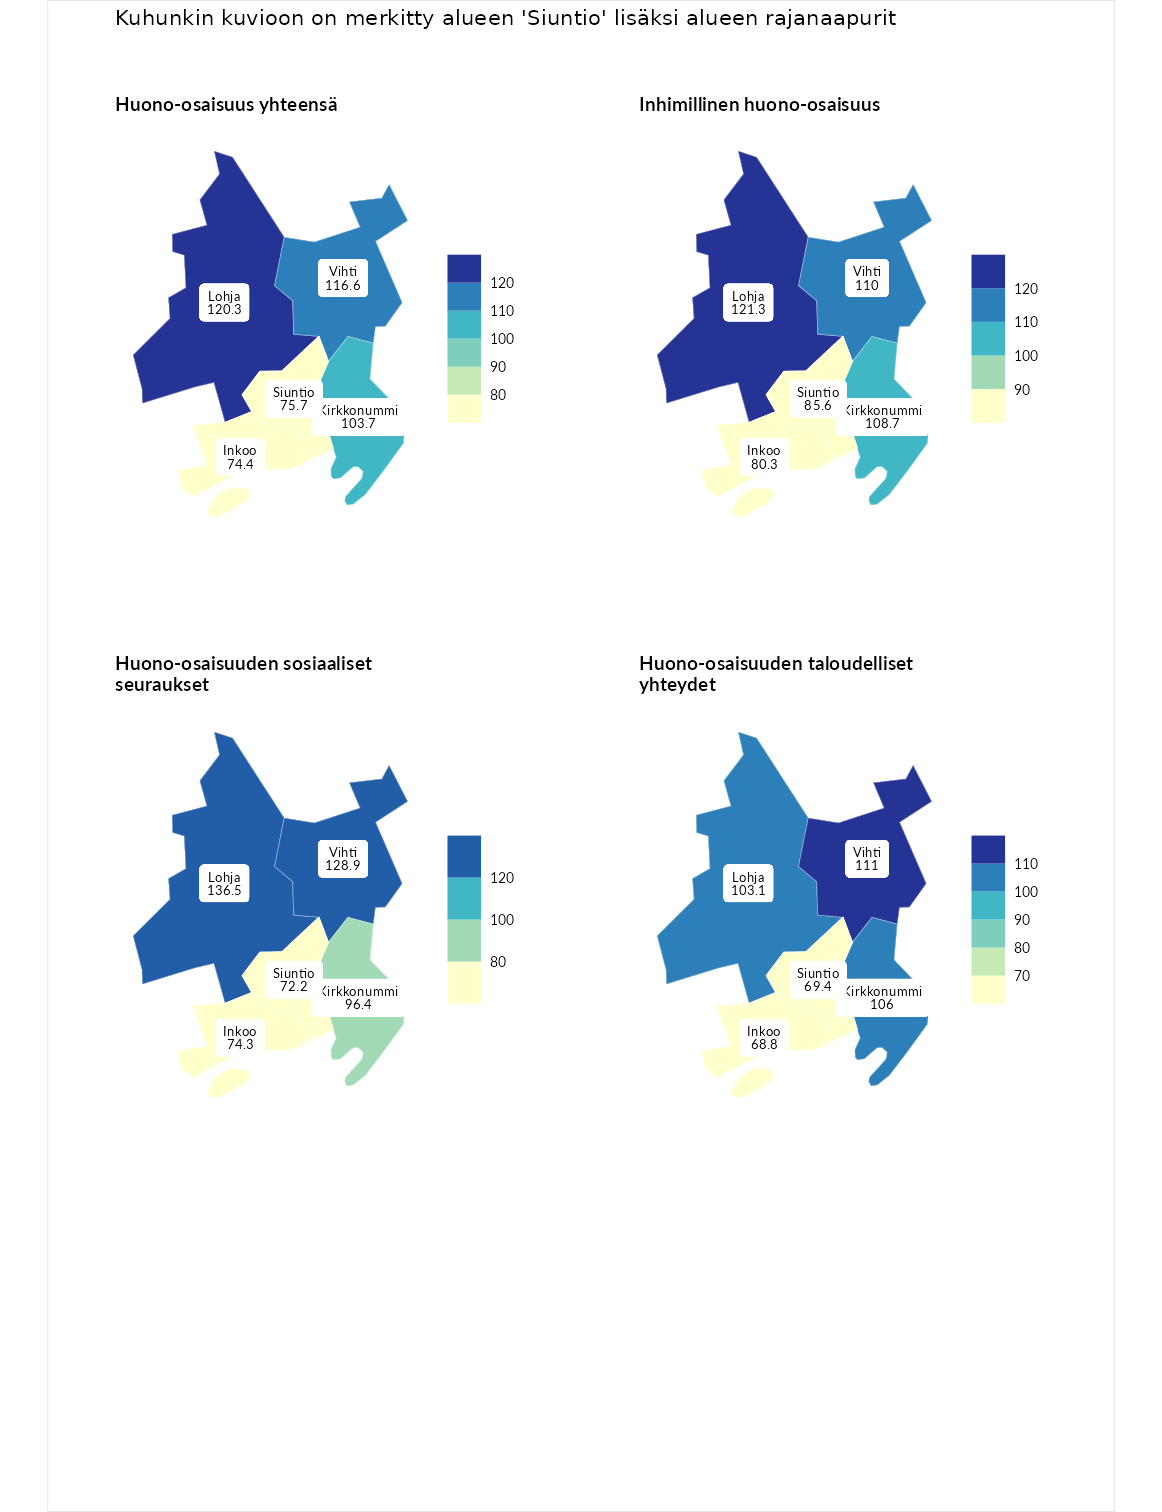 Kuhunkin kuvioon on merkitty alueen 'Siuntio' lisäksi alueen rajanaapurit
Huono-osaisuus yhteensä
Vihti
116.6
Lohja
120.3
Siuntio
75.7
Kirkkonummi
103.7
Inkoo
74.4
120
110
100
90
80
Inhimillinen huono-osaisuus
Vihti
110
Lohja
121.3
Siuntio
85.6
Kirkkonummi
108.7
Inkoo
80.3
120
110
100
90
Huono-osaisuuden sosiaaliset
seuraukset
Vihti
128.9
Lohja
136.5
Siuntio
72.2
Kirkkonummi
96.4
Inkoo
74.3
120
100
80
Huono-osaisuuden taloudelliset
yhteydet
Vihti
111
Lohja
103.1
Siuntio
69.4
Kirkkonummi
106
Inkoo
68.8
110
100
90
80
70